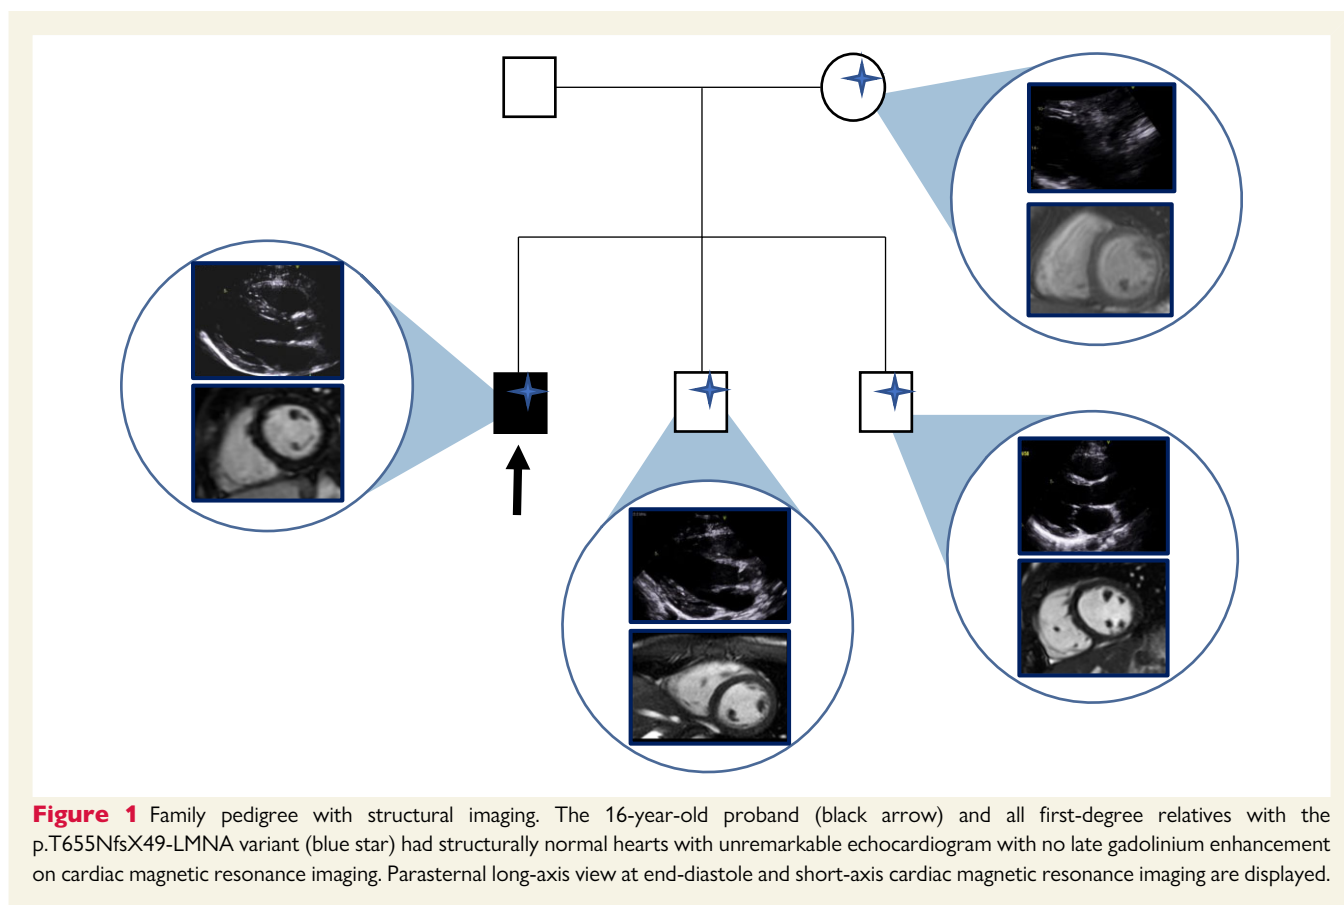 Figure 1 Family pedigree with structural imaging. The 16-year-old proband (black arrow) and all first-degree relatives with the
p.T655NfsX49-LMNA variant (blue star) had structurally normal hearts with unremarkable echocardiogram with no late gadolinium enhancement
on cardiac magnetic resonance imaging. Parasternal long-axis view at end-diastole and short-axis cardiac magnetic resonance imaging are displayed.